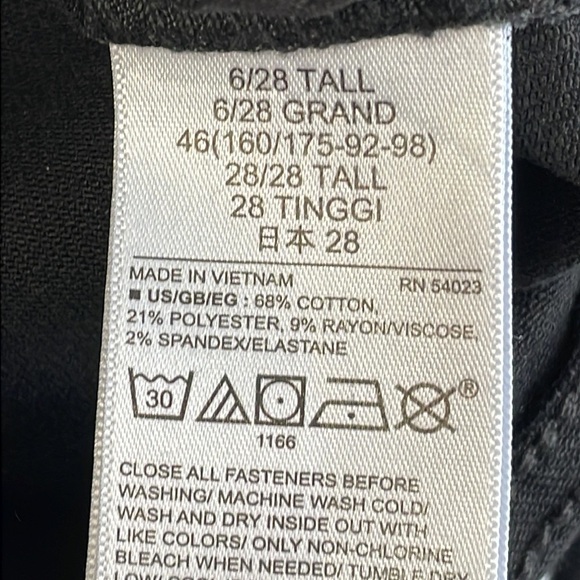 6/28 TALL
6/28 GRAND
46(160/175-92-98)
28/28 TALL
28 TINGGI
日本 28
MADE IN VIETNAM RN 54023
■ US/GB/EG : 68% COTTON,
21% POLYESTER, 9% RAYON/VISCOSE,
2% SPANDEX/ELASTANE
30 ®
1166
CLOSE ALL FASTENERS BEFORE
WASHING/ MACHINE WASH COLD/
WASH AND DRY INSIDE OUT WITH
LIKE COLORS/ ONLY NON-CHLORINE
BLEACH WHEN NEEDED/ TUMBLE DRY